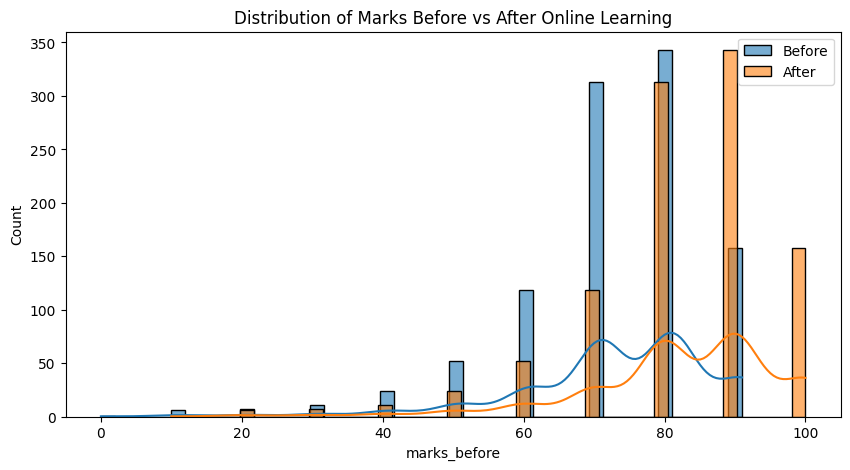 Distribution of Marks Before vs After Online Learning
Before
After
Count
350
300
250
200
150
100
50
0
0 20 40 60 80 100
marks_before